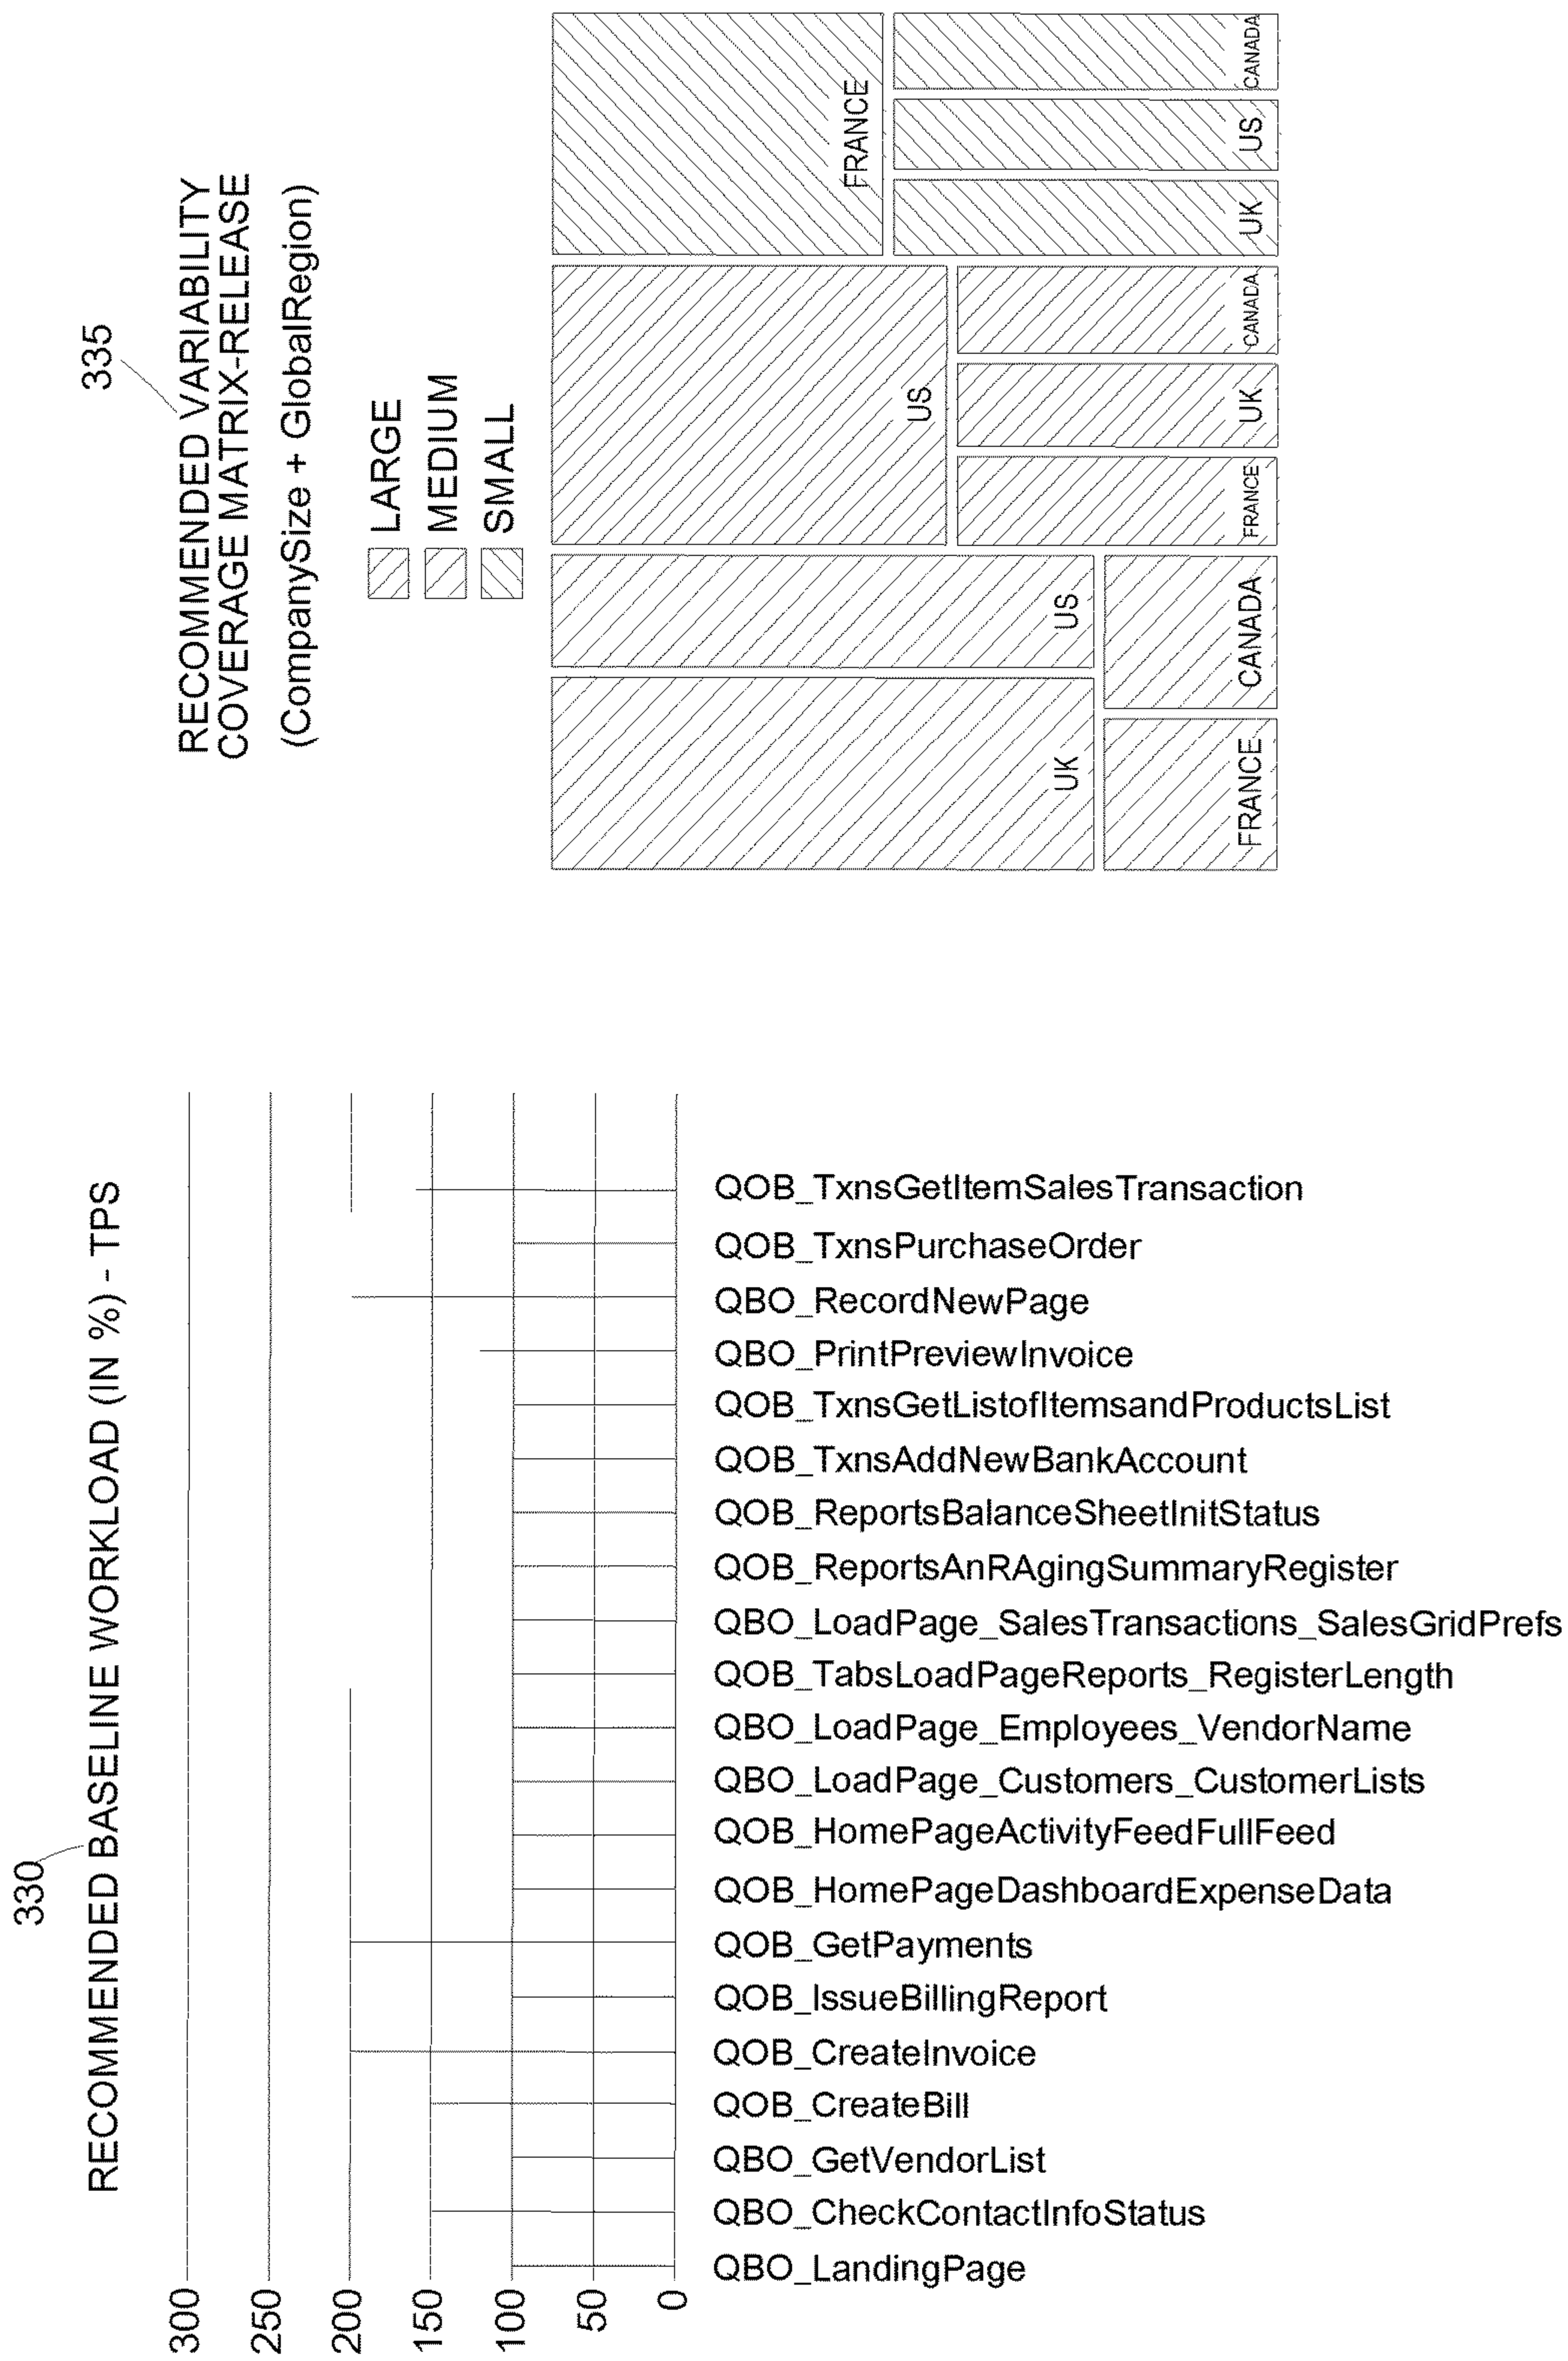 330
RECOMMENDED BASELINE WORKLOAD (IN %) - TPS
300
250
200
150
100
50
0
QBO_LandingPage
QBO_CheckContactInfoStatus
QBO_GetVendorList
QOB_CreateBill
QOB_CreateInvoice
QOB_IssueBillingReport
QOB_GetPayments
QOB_HomePageDashboardExpenseData
QOB_HomePageActivityFeedFullFeed
QBO_LoadPage_Customers_CustomerLists
QBO_LoadPage_Employees_VendorName
QOB_TabsLoadPageReports_RegisterLength
QBO_LoadPage_SalesTransactions_SalesGridPrefs
QOB_ReportsAnRAgingSummaryRegister
QOB_ReportsBalanceSheetInitStatus
QOB_TxnsAddNewBankAccount
QOB_TxnsGetListofItemsandProductsList
QBO_PrintPreviewInvoice
QBO_RecordNewPage
QOB_TxnsPurchaseOrder
QOB_TxnsGetItemSalesTransaction
335
RECOMMENDED VARIABILITY
COVERAGE MATRIX-RELEASE
(CompanySize + GlobalRegion)
LARGE
MEDIUM
SMALL
UK
US
FRANCE
CANADA
US
FRANCE
UK
CANADA
FRANCE
UK
US
CANADA